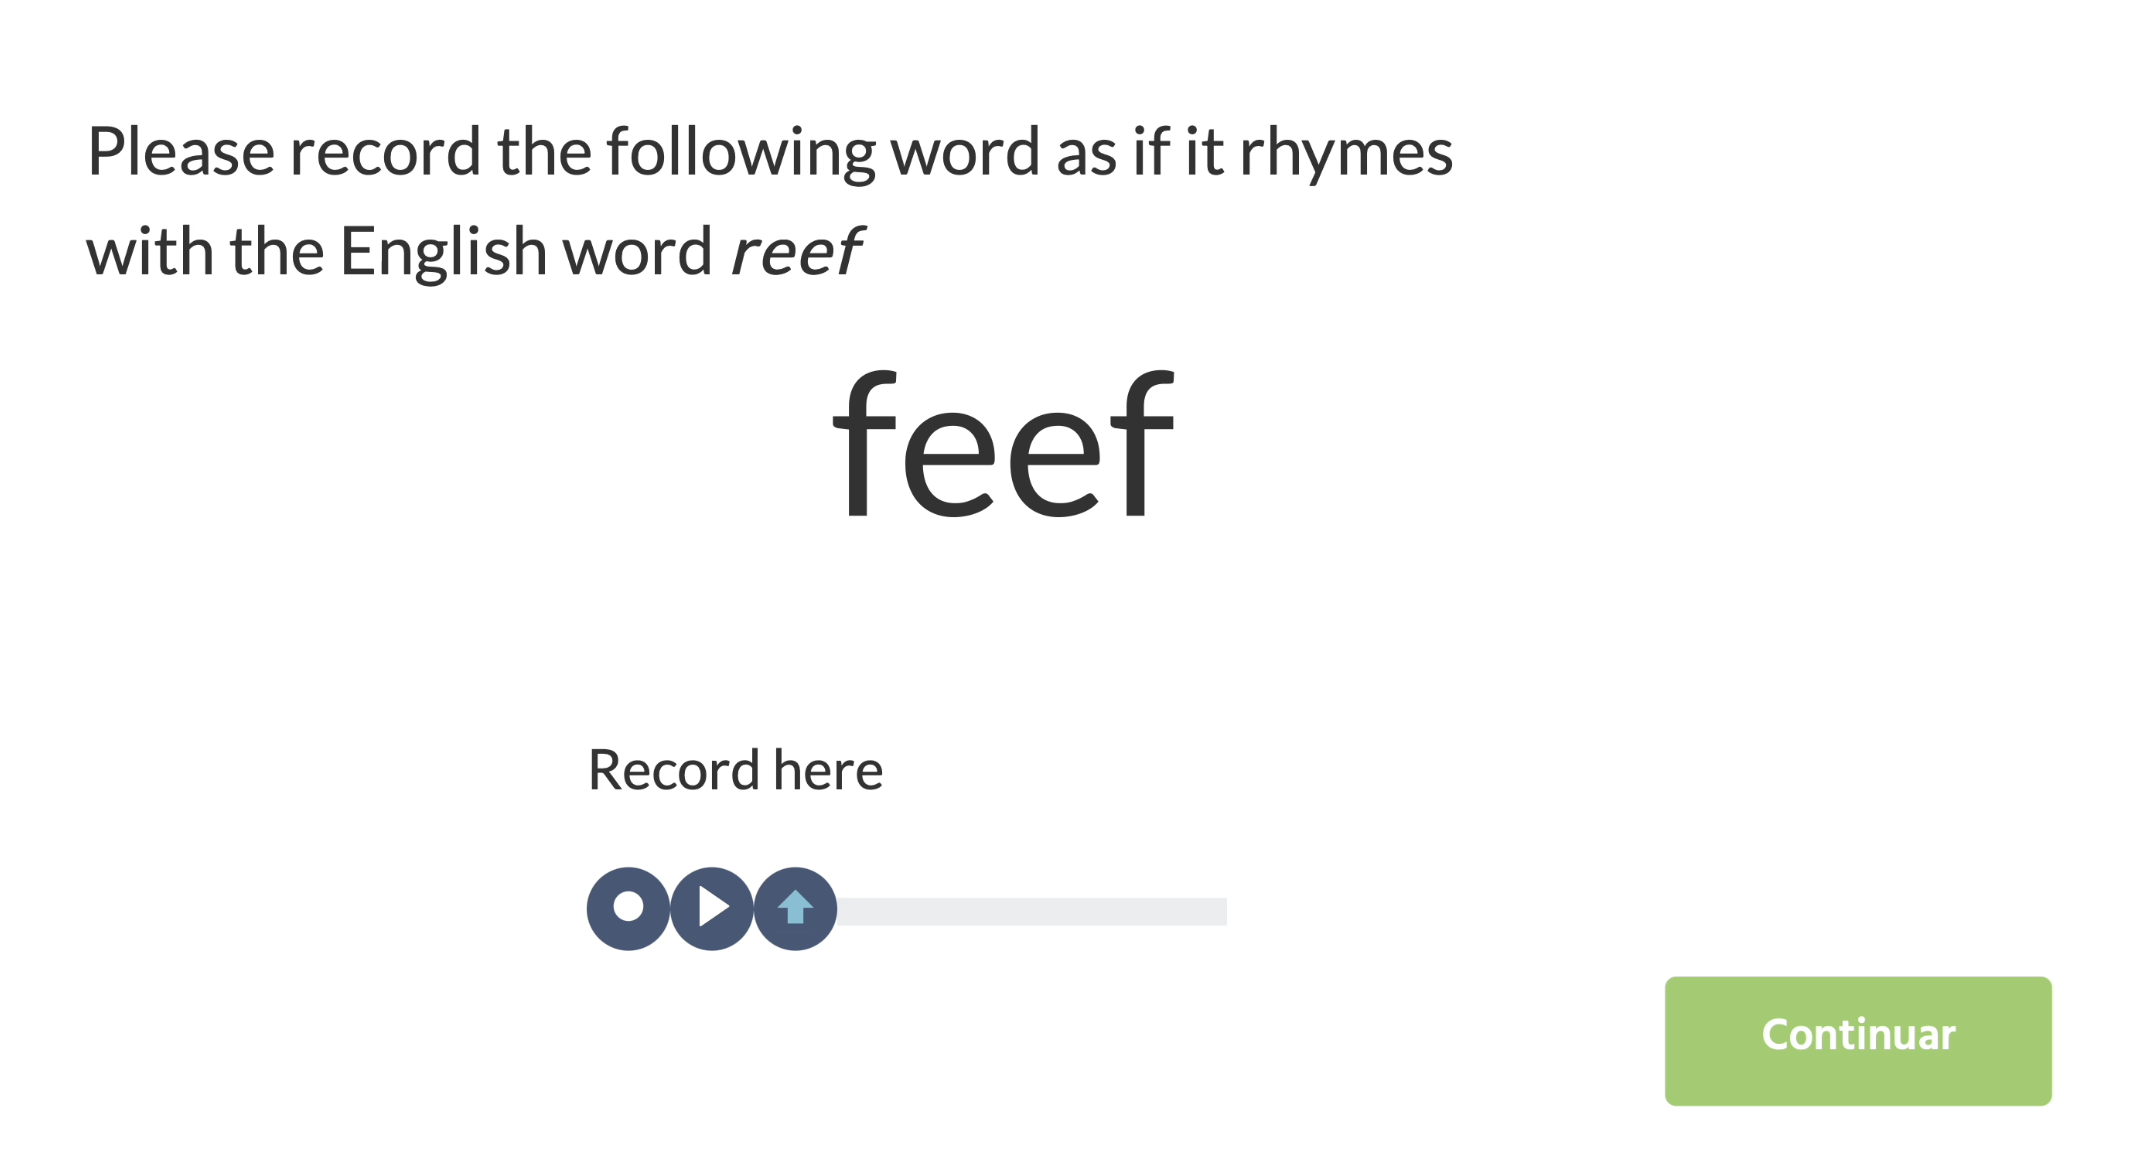 Please record the following word as if it rhymes
with the English word reef
feef
Record here
Continuar